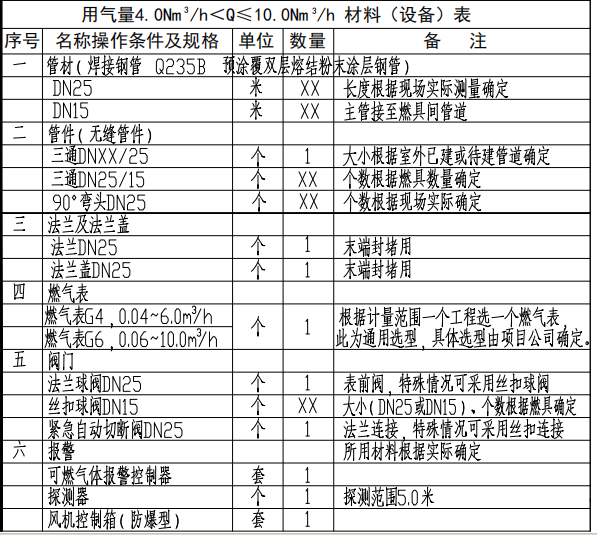 用气量4.0Nm³/h＜Q≤10.0Nm³/h 材料（设备）表
序号 名称操作条件及规格 单位 数量 备 注
一 管材(焊接钢管 Q235B 预涂覆双层熔结粉末涂层钢管)
DN25 米 XX 长度根据现场实际测量确定
DN15 米 XX 主管接至燃具间管道
二 管件(无缝管件)
三通DNXX/25 个 1 大小根据室外已建或待建管道确定
三通DN25/15 个 XX 个数根据燃具数量确定
90°弯头DN25 个 XX 个数根据现场实际确定
三 法兰及法兰盖
法兰DN25 个 1 末端封堵用
法兰盖DN25 个 1 末端封堵用
四 燃气表
燃气表G4,0.04~6.0m³/h 个 1 根据计量范围一个工程选一个燃气表,
燃气表G6,0.06~10.0m³/h 此为通用选型,具体选型由项目公司确定。
五 阀门
法兰球阀DN25 个 1 表前阀,特殊情况可采用丝扣球阀
丝扣球阀DN15 个 XX 大小(DN25或DN15)、个数根据燃具确定
紧急自动切断阀DN25 个 1 法兰连接,特殊情况可采用丝扣连接
六 报警 所用材料根据实际确定
可燃气体报警控制器 套 1
探测器 个 1 探测范围5.0米
风机控制箱(防爆型) 套 1